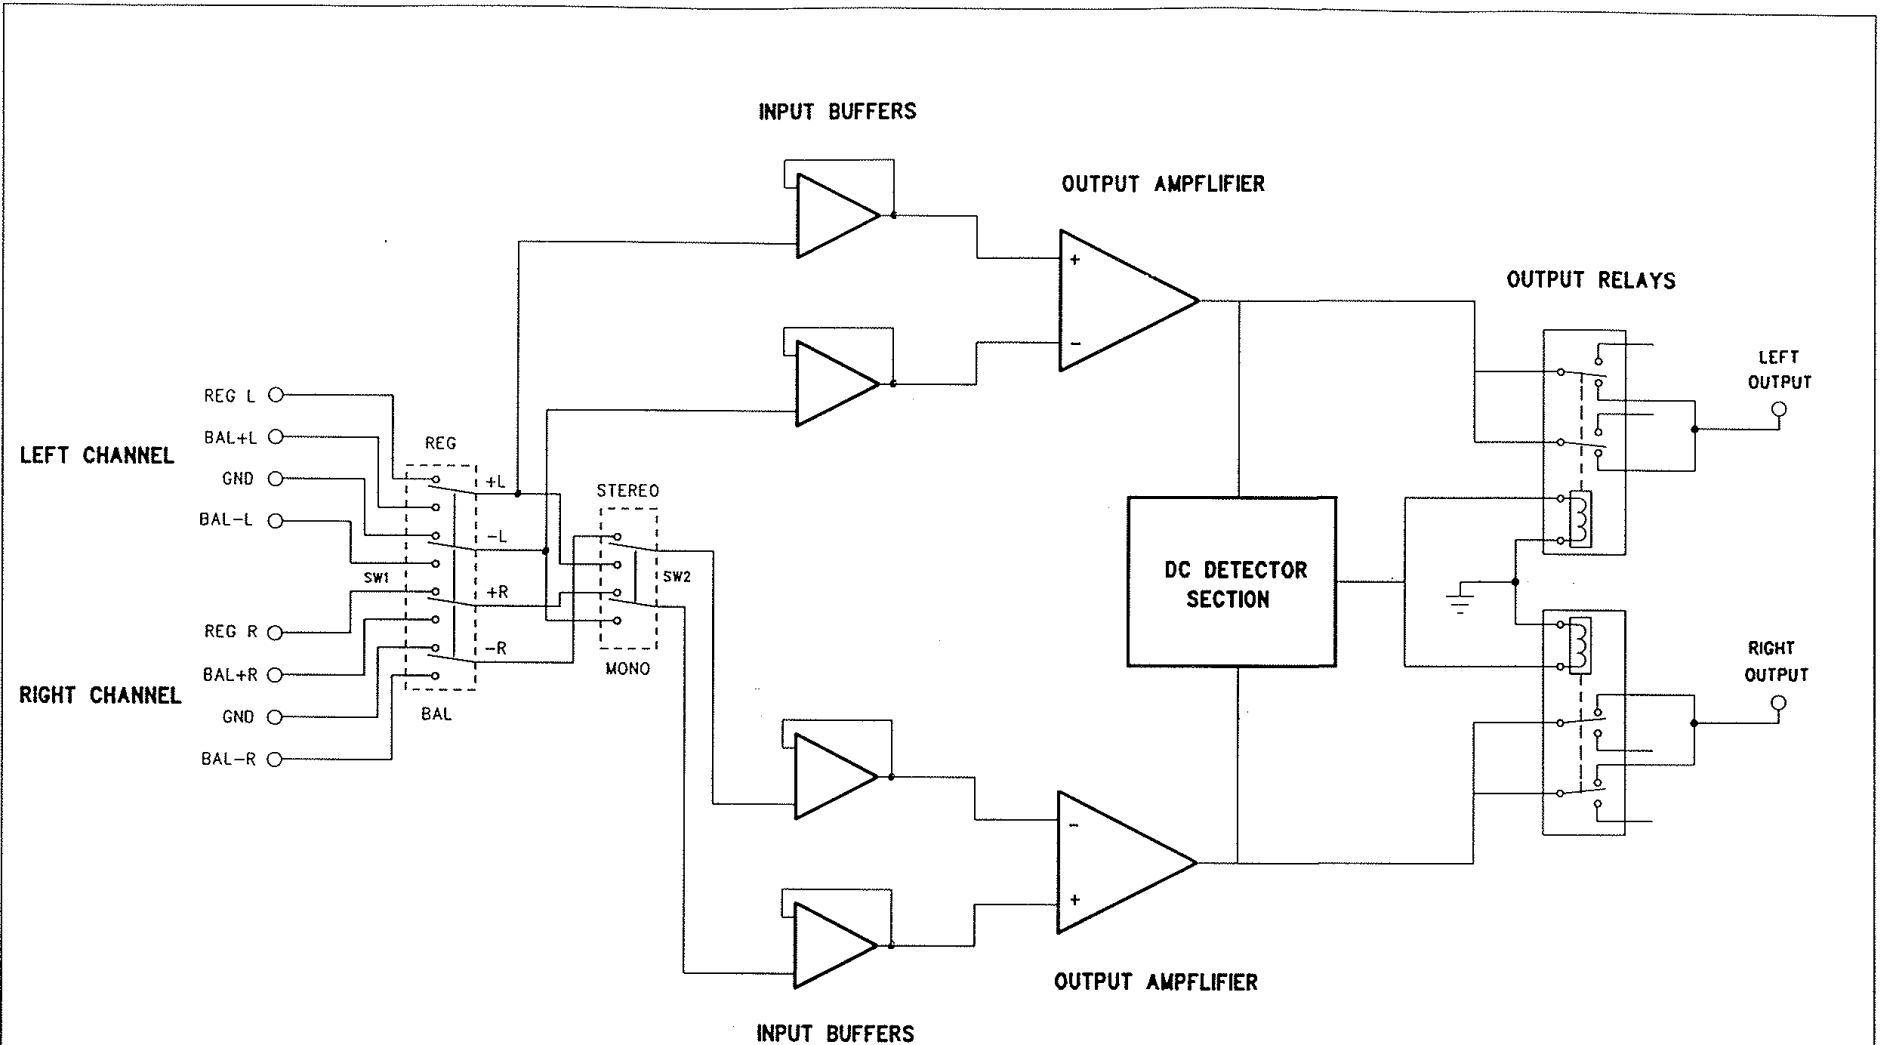 INPUT BUFFERS
OUTPUT AMPFLIFIER
OUTPUT RELAYS
LEFT
OUTPUT
REG L
BAL+L
LEFT CHANNEL
GND
BAL-L
REG
+L
-L
STEREO
SW1
SW2
+R
REG R
-R
BAL+R
MONO
RIGHT CHANNEL
GND
BAL
BAL-R
DC DETECTOR
SECTION
RIGHT
OUTPUT
+
-
-
+
OUTPUT AMPFLIFIER
INPUT BUFFERS